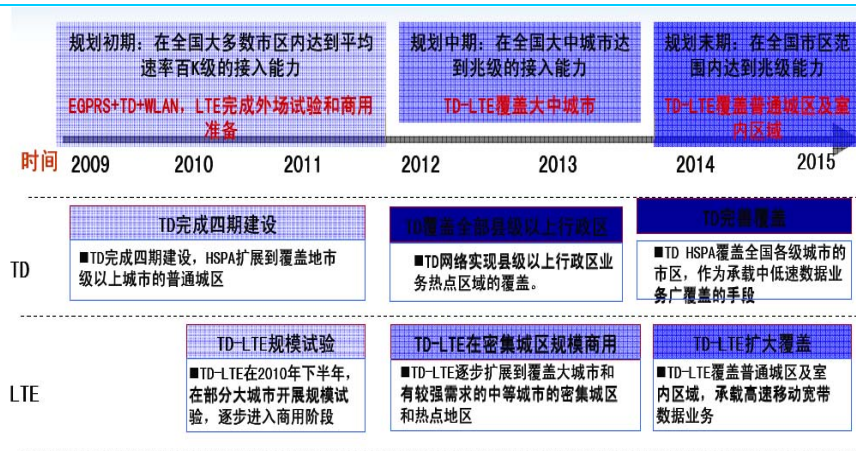 规划初期：在全国大多数市区内达到平均
速率百K级的接入能力
EGPRS+TD+WLAN，LTE完成外场试验和商用
准备
规划中期：在全国大中城市达
到兆级的接入能力
TD-LTE覆盖大中城市
规划末期：在全国市区范
围内达到兆级能力
TD-LTE覆盖普通城区及室
内区域
时间 2009 2010 2011 2012 2013 2014 2015
TD
TD完成四期建设
■TD完成四期建设，HSPA扩展到覆盖地市
级以上城市的普通城区
TD覆盖全部县级以上行政区
■TD网络实现县级以上行政区业
务热点区域的覆盖。
TD完善覆盖
■TD HSPA覆盖全国各级城市的
市区，作为承载中低速数据业
务广覆盖的手段
LTE
TD-LTE规模试验
■TD-LTE在2010年下半年，
在部分大城市开展规模试
验，逐步进入商用阶段
TD-LTE在密集城区规模商用
■TD-LTE逐步扩展到覆盖大城市和
有较强需求的中等城市的密集城区
和热点地区
TD-LTE扩大覆盖
■TD-LTE覆盖普通城区及室
内区域，承载高速移动宽带
数据业务